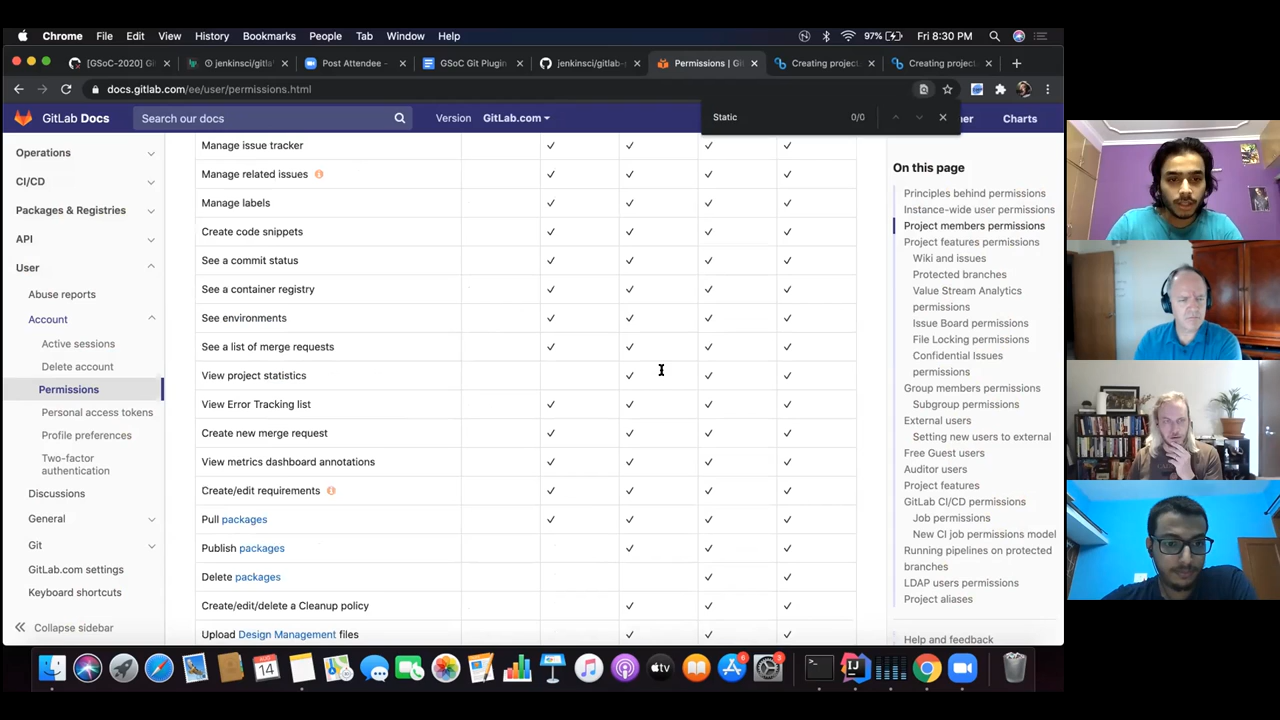 Chrome File Edit View History Bookmarks People Tab Window Help 97% Fri 8:30 PM
[GSoC-2020] Gi jenkinsci/gitla Post Attendee - GSoC Git Plugin jenkinsci/gitlab- Permissions | Git Creating project Creating project
docs.gitlab.com/ee/user/permissions.html
GitLab Docs Search our docs Version GitLab.com Static 0/0 ner Charts
Operations
CI/CD
Packages & Registries
API
User
Abuse reports
Account
Active sessions
Delete account
Permissions
Personal access tokens
Profile preferences
Two-factor
authentication
Discussions
General
Git
GitLab.com settings
Keyboard shortcuts
Collapse sidebar
Manage issue tracker ✓ ✓ ✓ ✓
Manage related issues ✓ ✓ ✓ ✓
Manage labels ✓ ✓ ✓ ✓
Create code snippets ✓ ✓ ✓ ✓
See a commit status ✓ ✓ ✓ ✓
See a container registry ✓ ✓ ✓ ✓
See environments ✓ ✓ ✓ ✓
See a list of merge requests ✓ ✓ ✓ ✓
View project statistics ✓ ✓ ✓
View Error Tracking list ✓ ✓ ✓ ✓
Create new merge request ✓ ✓ ✓ ✓
View metrics dashboard annotations ✓ ✓ ✓ ✓
Create/edit requirements ✓ ✓ ✓ ✓
Pull packages ✓ ✓ ✓ ✓
Publish packages ✓ ✓ ✓
Delete packages ✓ ✓
Create/edit/delete a Cleanup policy ✓ ✓ ✓
Upload Design Management files ✓ ✓ ✓
On this page
Principles behind permissions
Instance-wide user permissions
Project members permissions
Project features permissions
Wiki and issues
Protected branches
Value Stream Analytics
permissions
Issue Board permissions
File Locking permissions
Confidential Issues
permissions
Group members permissions
Subgroup permissions
External users
Setting new users to external
Free Guest users
Auditor users
Project features
GitLab CI/CD permissions
Job permissions
New CI job permissions model
Running pipelines on protected
branches
LDAP users permissions
Project aliases
Help and feedback
AUG
14
tv